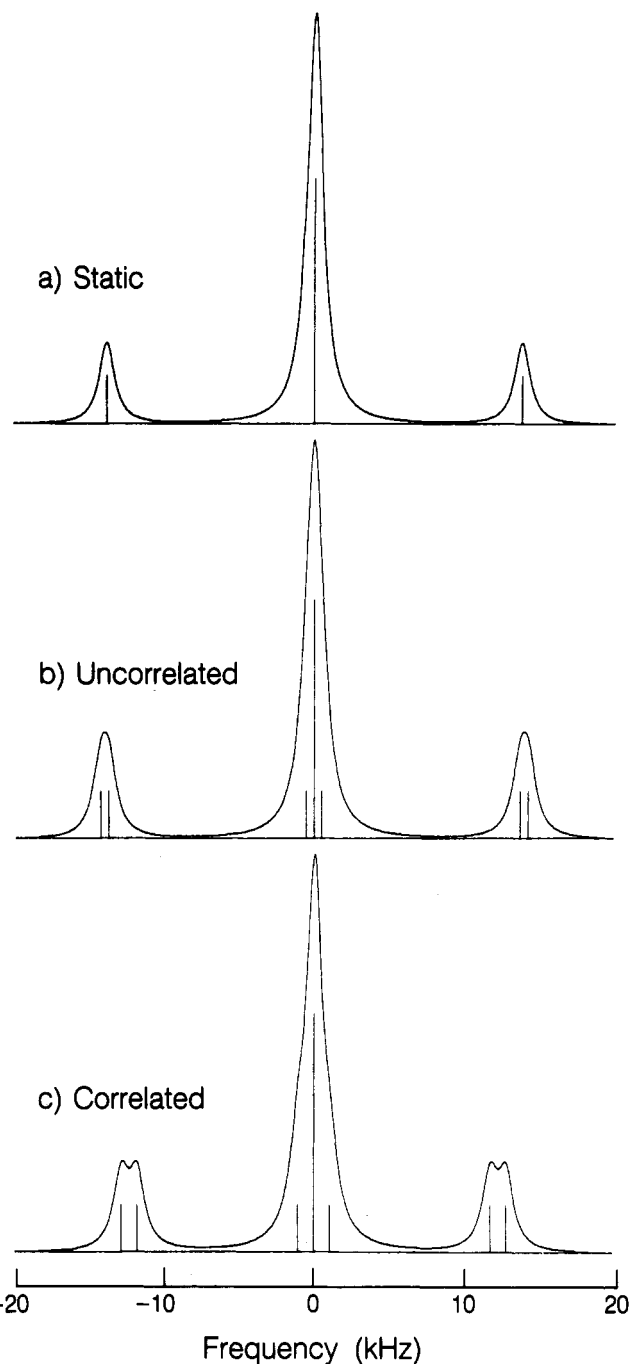 a) Static
b) Uncorrelated
c) Correlated
-20 -10 0 10 20
Frequency (kHz)